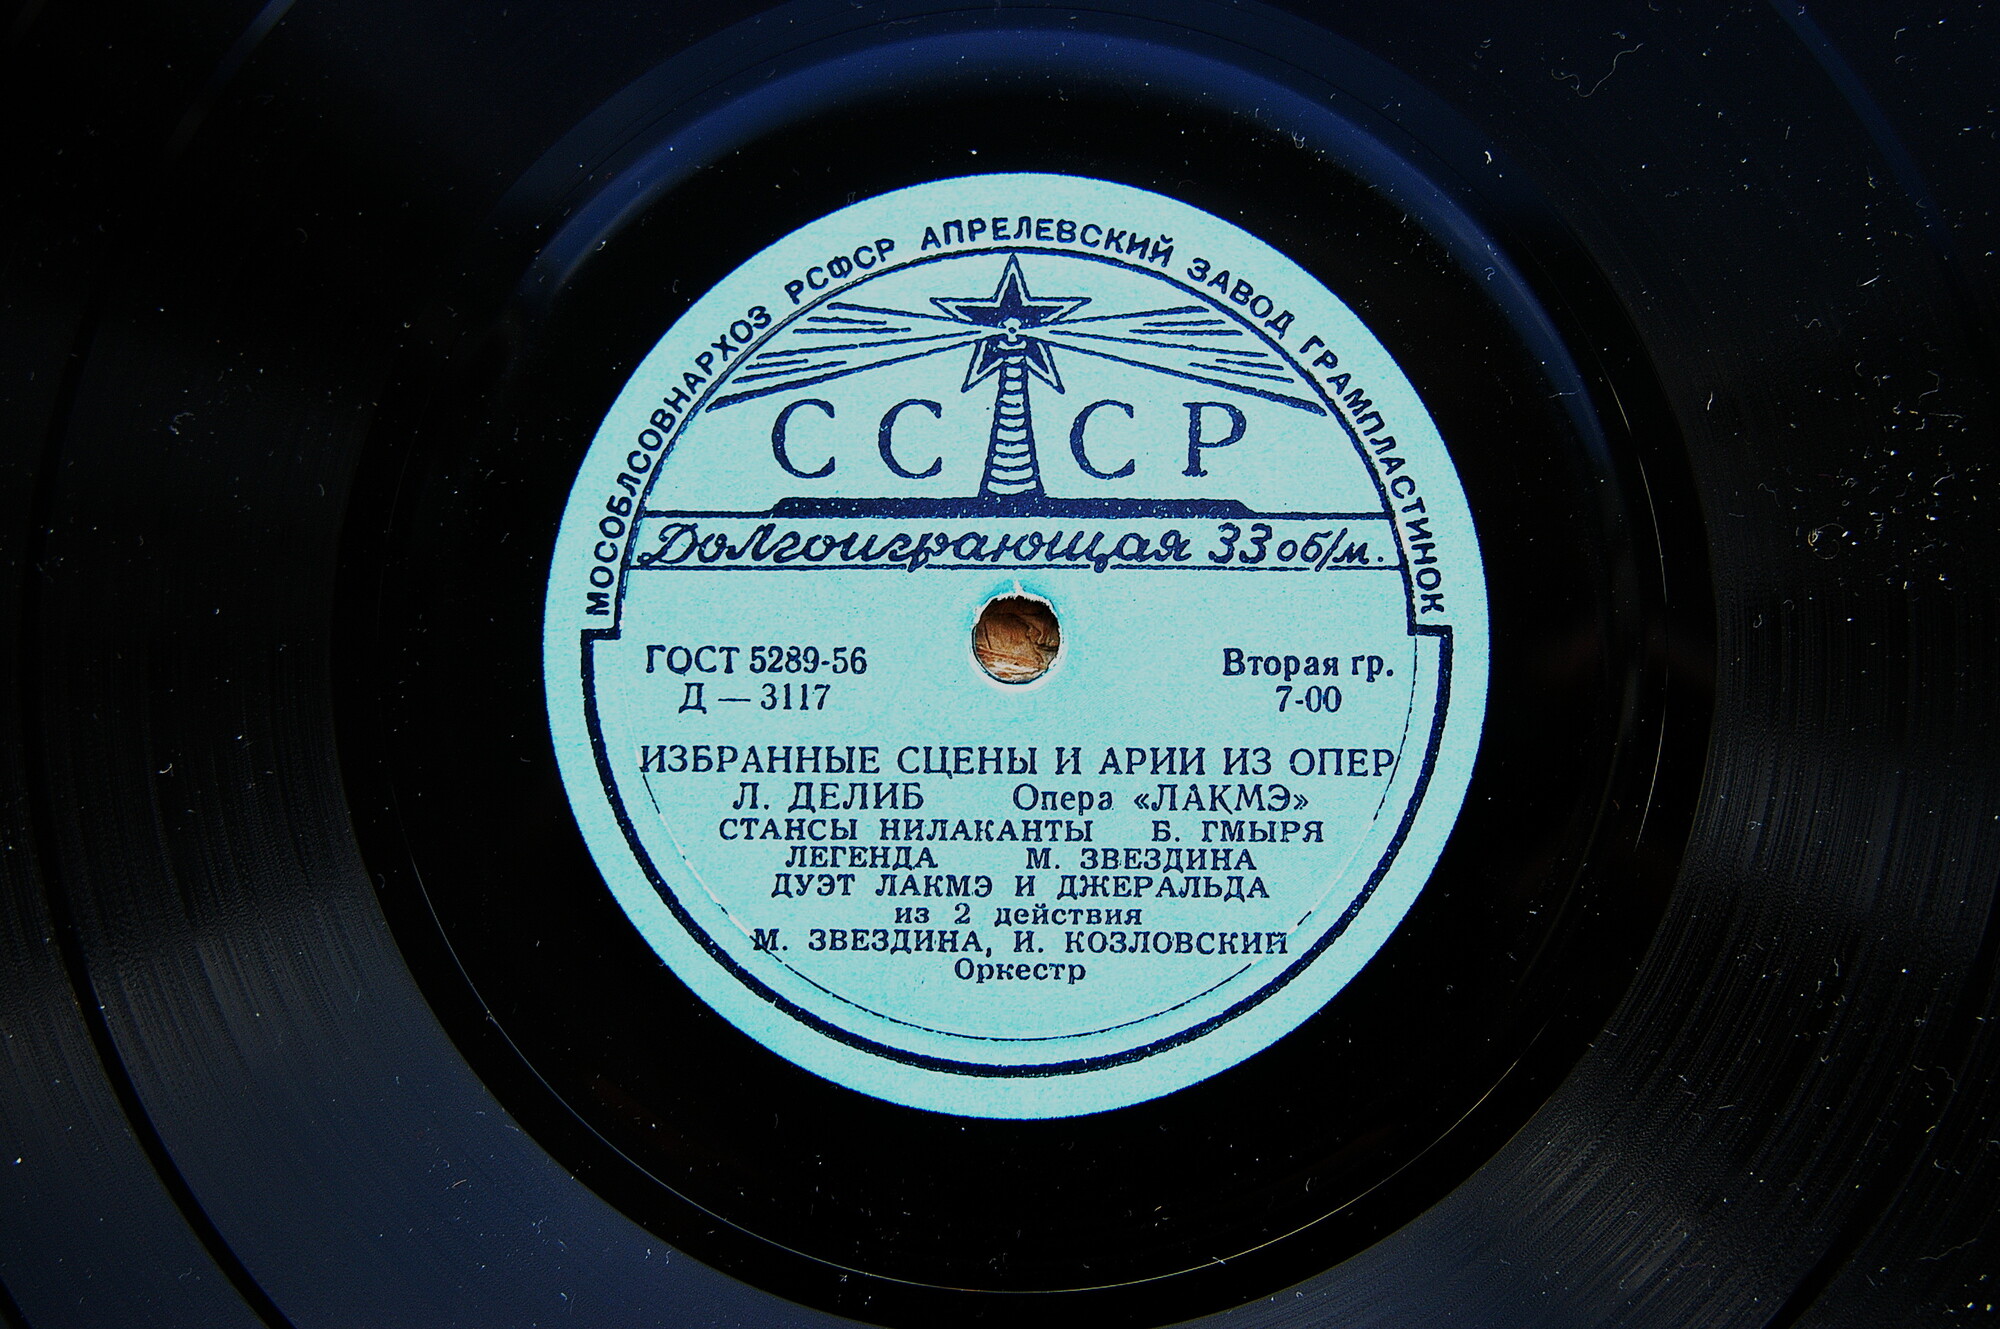 МОСОБЛСОВНАРХОЗ РСФСР АПРЕЛЕВСКИЙ ЗАВОД ГРАМПЛАСТИНОК
СССР
Долгоиграющая 33 об/м.
ГОСТ 5289-56
Д — 3117
Вторая гр.
7-00
ИЗБРАННЫЕ СЦЕНЫ И АРИИ ИЗ ОПЕР
Л. ДЕЛИБ Опера «ЛАКМЭ»
СТАНСЫ НИЛАКАНТЫ Б. ГМЫРЯ
ЛЕГЕНДА М. ЗВЕЗДИНА
ДУЭТ ЛАКМЭ И ДЖЕРАЛЬДА
из 2 действия
М. ЗВЕЗДИНА, И. КОЗЛОВСКИЙ
Оркестр